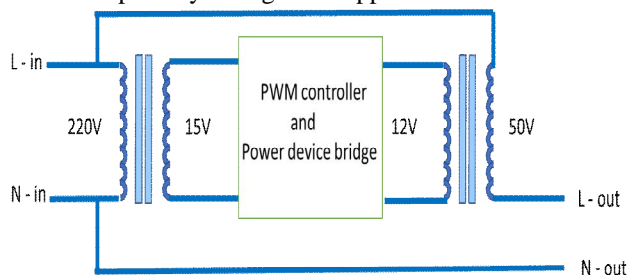 L - in
PWM controller
and
220V 15V 12V 50V
Power device bridge
N - in
L - out
N - out